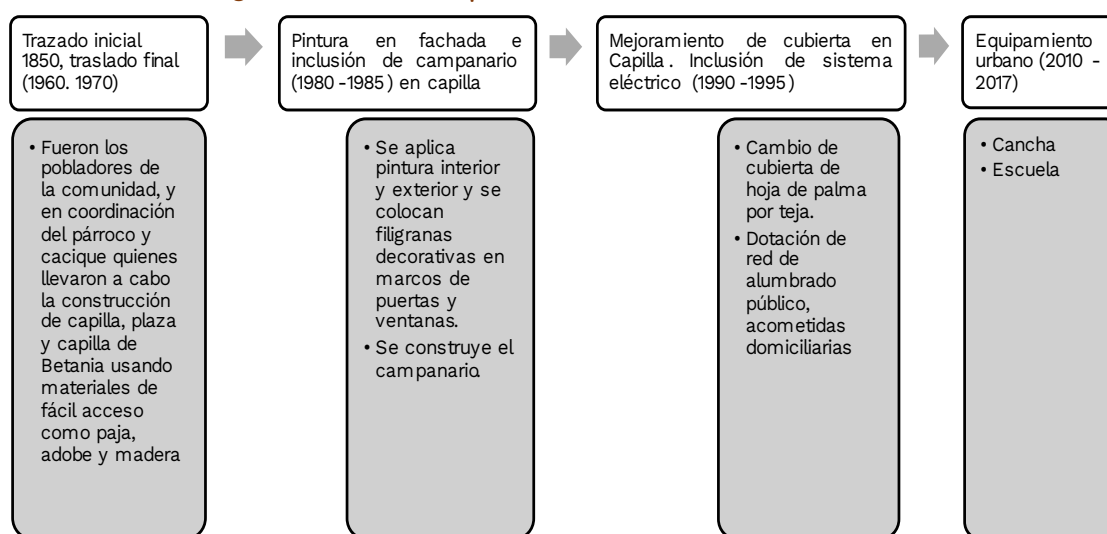 Trazado inicial
1850, traslado final
(1960. 1970)
Pintura en fachada e
inclusión de campanario
(1980 -1985) en capilla
Mejoramiento de cubierta en
Capilla. Inclusión de sistema
eléctrico (1990 -1995)
Equipamiento
urbano (2010 -
2017)
• Fueron los
pobladores de
la comunidad, y
en coordinación
del párroco y
cacique quienes
llevaron a cabo
la construcción
de capilla, plaza
y capilla de
Betania usando
materiales de
fácil acceso
como paja,
adobe y madera
• Se aplica
pintura interior
y exterior y se
colocan
filigranas
decorativas en
marcos de
puertas y
ventanas.
• Se construye el
campanario.
• Cambio de
cubierta de
hoja de palma
por teja.
• Dotación de
red de
alumbrado
público,
acometidas
domiciliarias
• Cancha
• Escuela